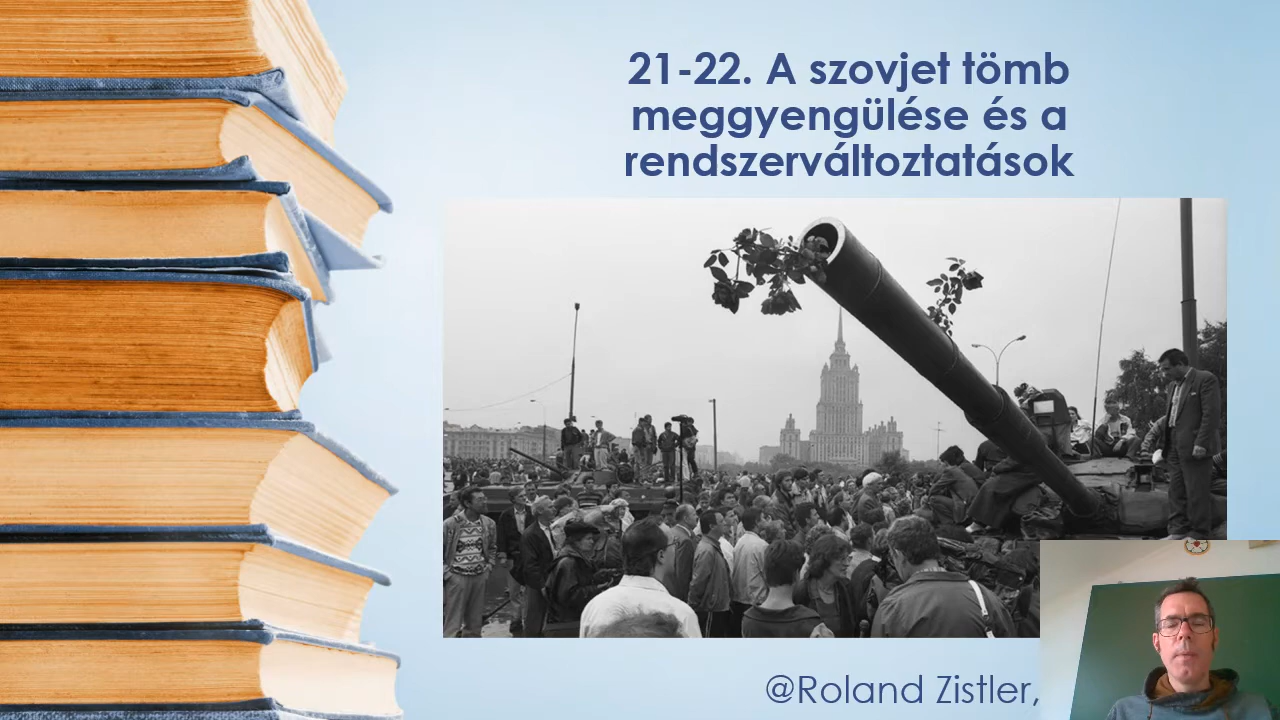 21-22. A szovjet tömb
meggyengülése és a
rendszerváltoztatások
@Roland Zistler,